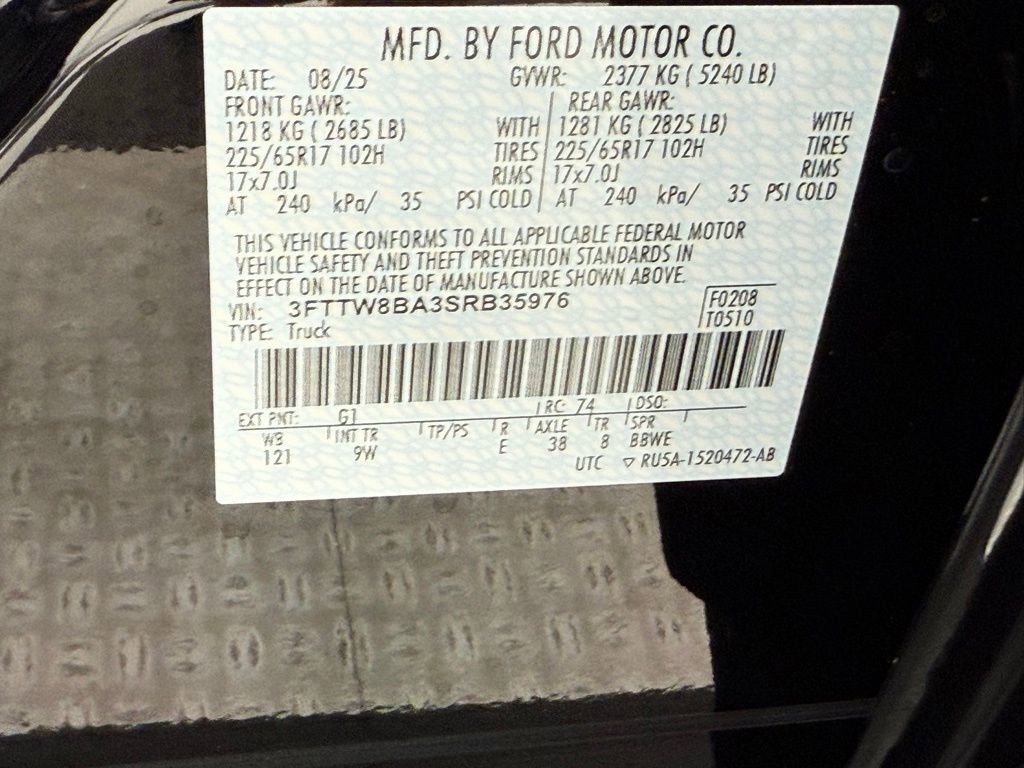 MFD. BY FORD MOTOR CO.
DATE: 08/25 GVWR: 2377 KG ( 5240 LB)
FRONT GAWR: REAR GAWR:
1218 KG ( 2685 LB) WITH 1281 KG ( 2825 LB) WITH
225/65R17 102H TIRES 225/65R17 102H TIRES
17x7.0J RIMS 17x7.0J RIMS
AT 240 kPa/ 35 PSI COLD AT 240 kPa/ 35 PSI COLD
THIS VEHICLE CONFORMS TO ALL APPLICABLE FEDERAL MOTOR
VEHICLE SAFETY AND THEFT PREVENTION STANDARDS IN
EFFECT ON THE DATE OF MANUFACTURE SHOWN ABOVE.
VIN: 3FTTW8BA3SRB35976 F0208
TYPE: Truck T0510
EXT PNT: G1 RC: 74 DSO:
WB INT TR TP/PS R AXLE TR SPR
121 9W E 38 8 BBWE
UTC ▽ RU5A-1520472-AB